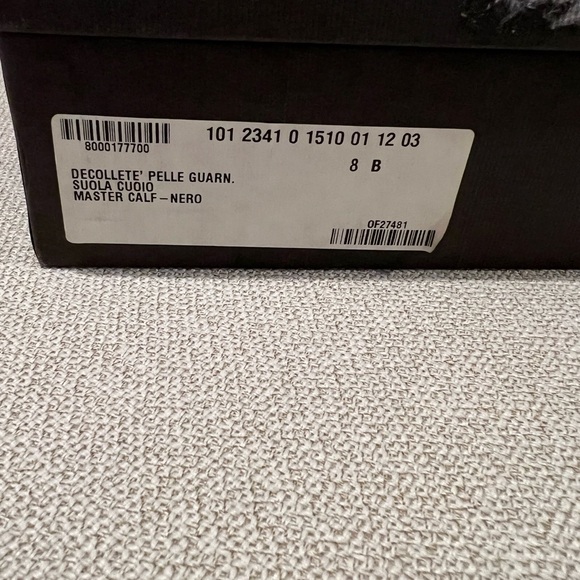 8000177700
101 2341 0 1510 01 12 03
8 B
DECOLLETE' PELLE GUARN.
SUOLA CUOIO
MASTER CALF-NERO
OF27481